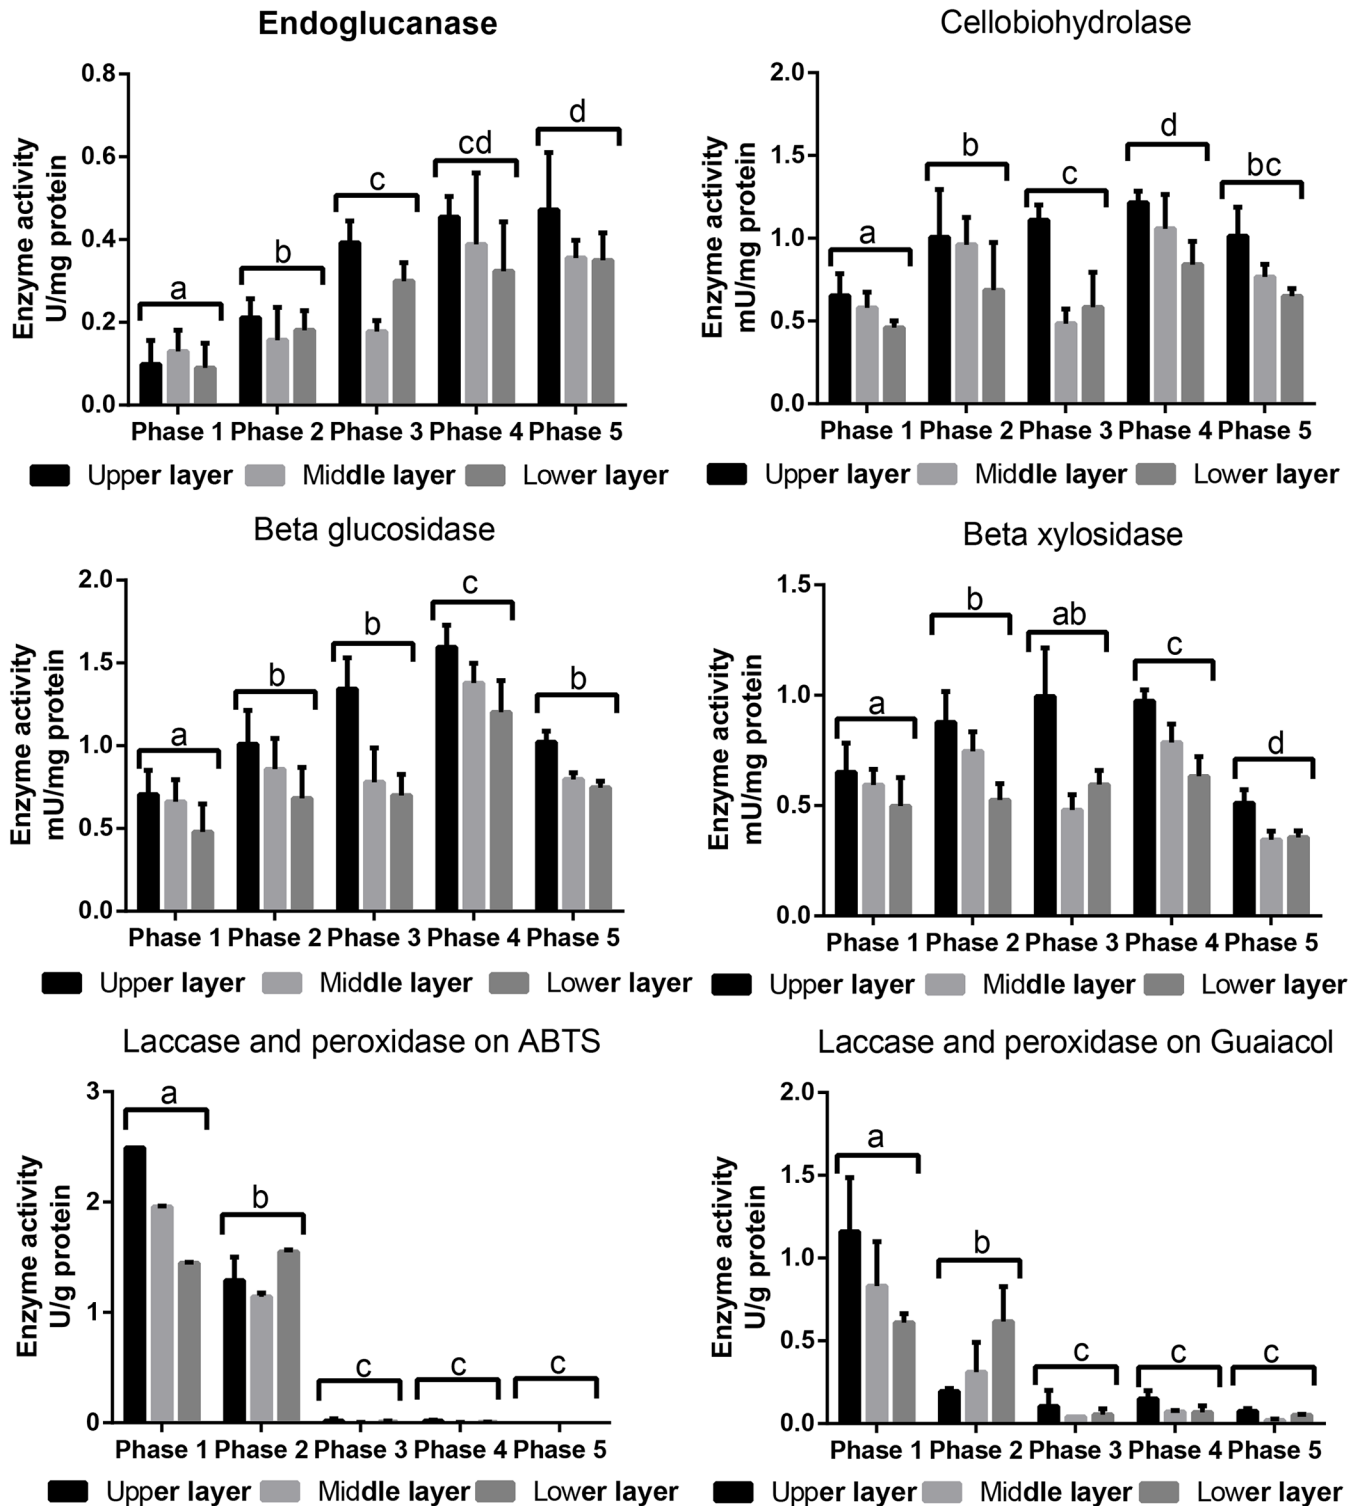 Endoglucanase
Enzyme activity
U/mg protein
0.8
0.6
0.4
0.2
0.0
a
b
c
cd
d
Phase 1 Phase 2 Phase 3 Phase 4 Phase 5
Upper layer Middle layer Lower layer
Cellobiohydrolase
Enzyme activity
mU/mg protein
2.0
1.5
1.0
0.5
0.0
a
b
c
d
bc
Phase 1 Phase 2 Phase 3 Phase 4 Phase 5
Upper layer Middle layer Lower layer
Beta glucosidase
Enzyme activity
mU/mg protein
2.0
1.5
1.0
0.5
0.0
a
b
b
c
b
Phase 1 Phase 2 Phase 3 Phase 4 Phase 5
Upper layer Middle layer Lower layer
Beta xylosidase
Enzyme activity
mU/mg protein
1.5
1.0
0.5
0.0
a
b
ab
c
d
Phase 1 Phase 2 Phase 3 Phase 4 Phase 5
Upper layer Middle layer Lower layer
Laccase and peroxidase on ABTS
Enzyme activity
U/g protein
3
2
1
0
a
b
c
c
c
Phase 1 Phase 2 Phase 3 Phase 4 Phase 5
Upper layer Middle layer Lower layer
Laccase and peroxidase on Guaiacol
Enzyme activity
U/g protein
2.0
1.5
1.0
0.5
0.0
a
b
c
c
c
Phase 1 Phase 2 Phase 3 Phase 4 Phase 5
Upper layer Middle layer Lower layer